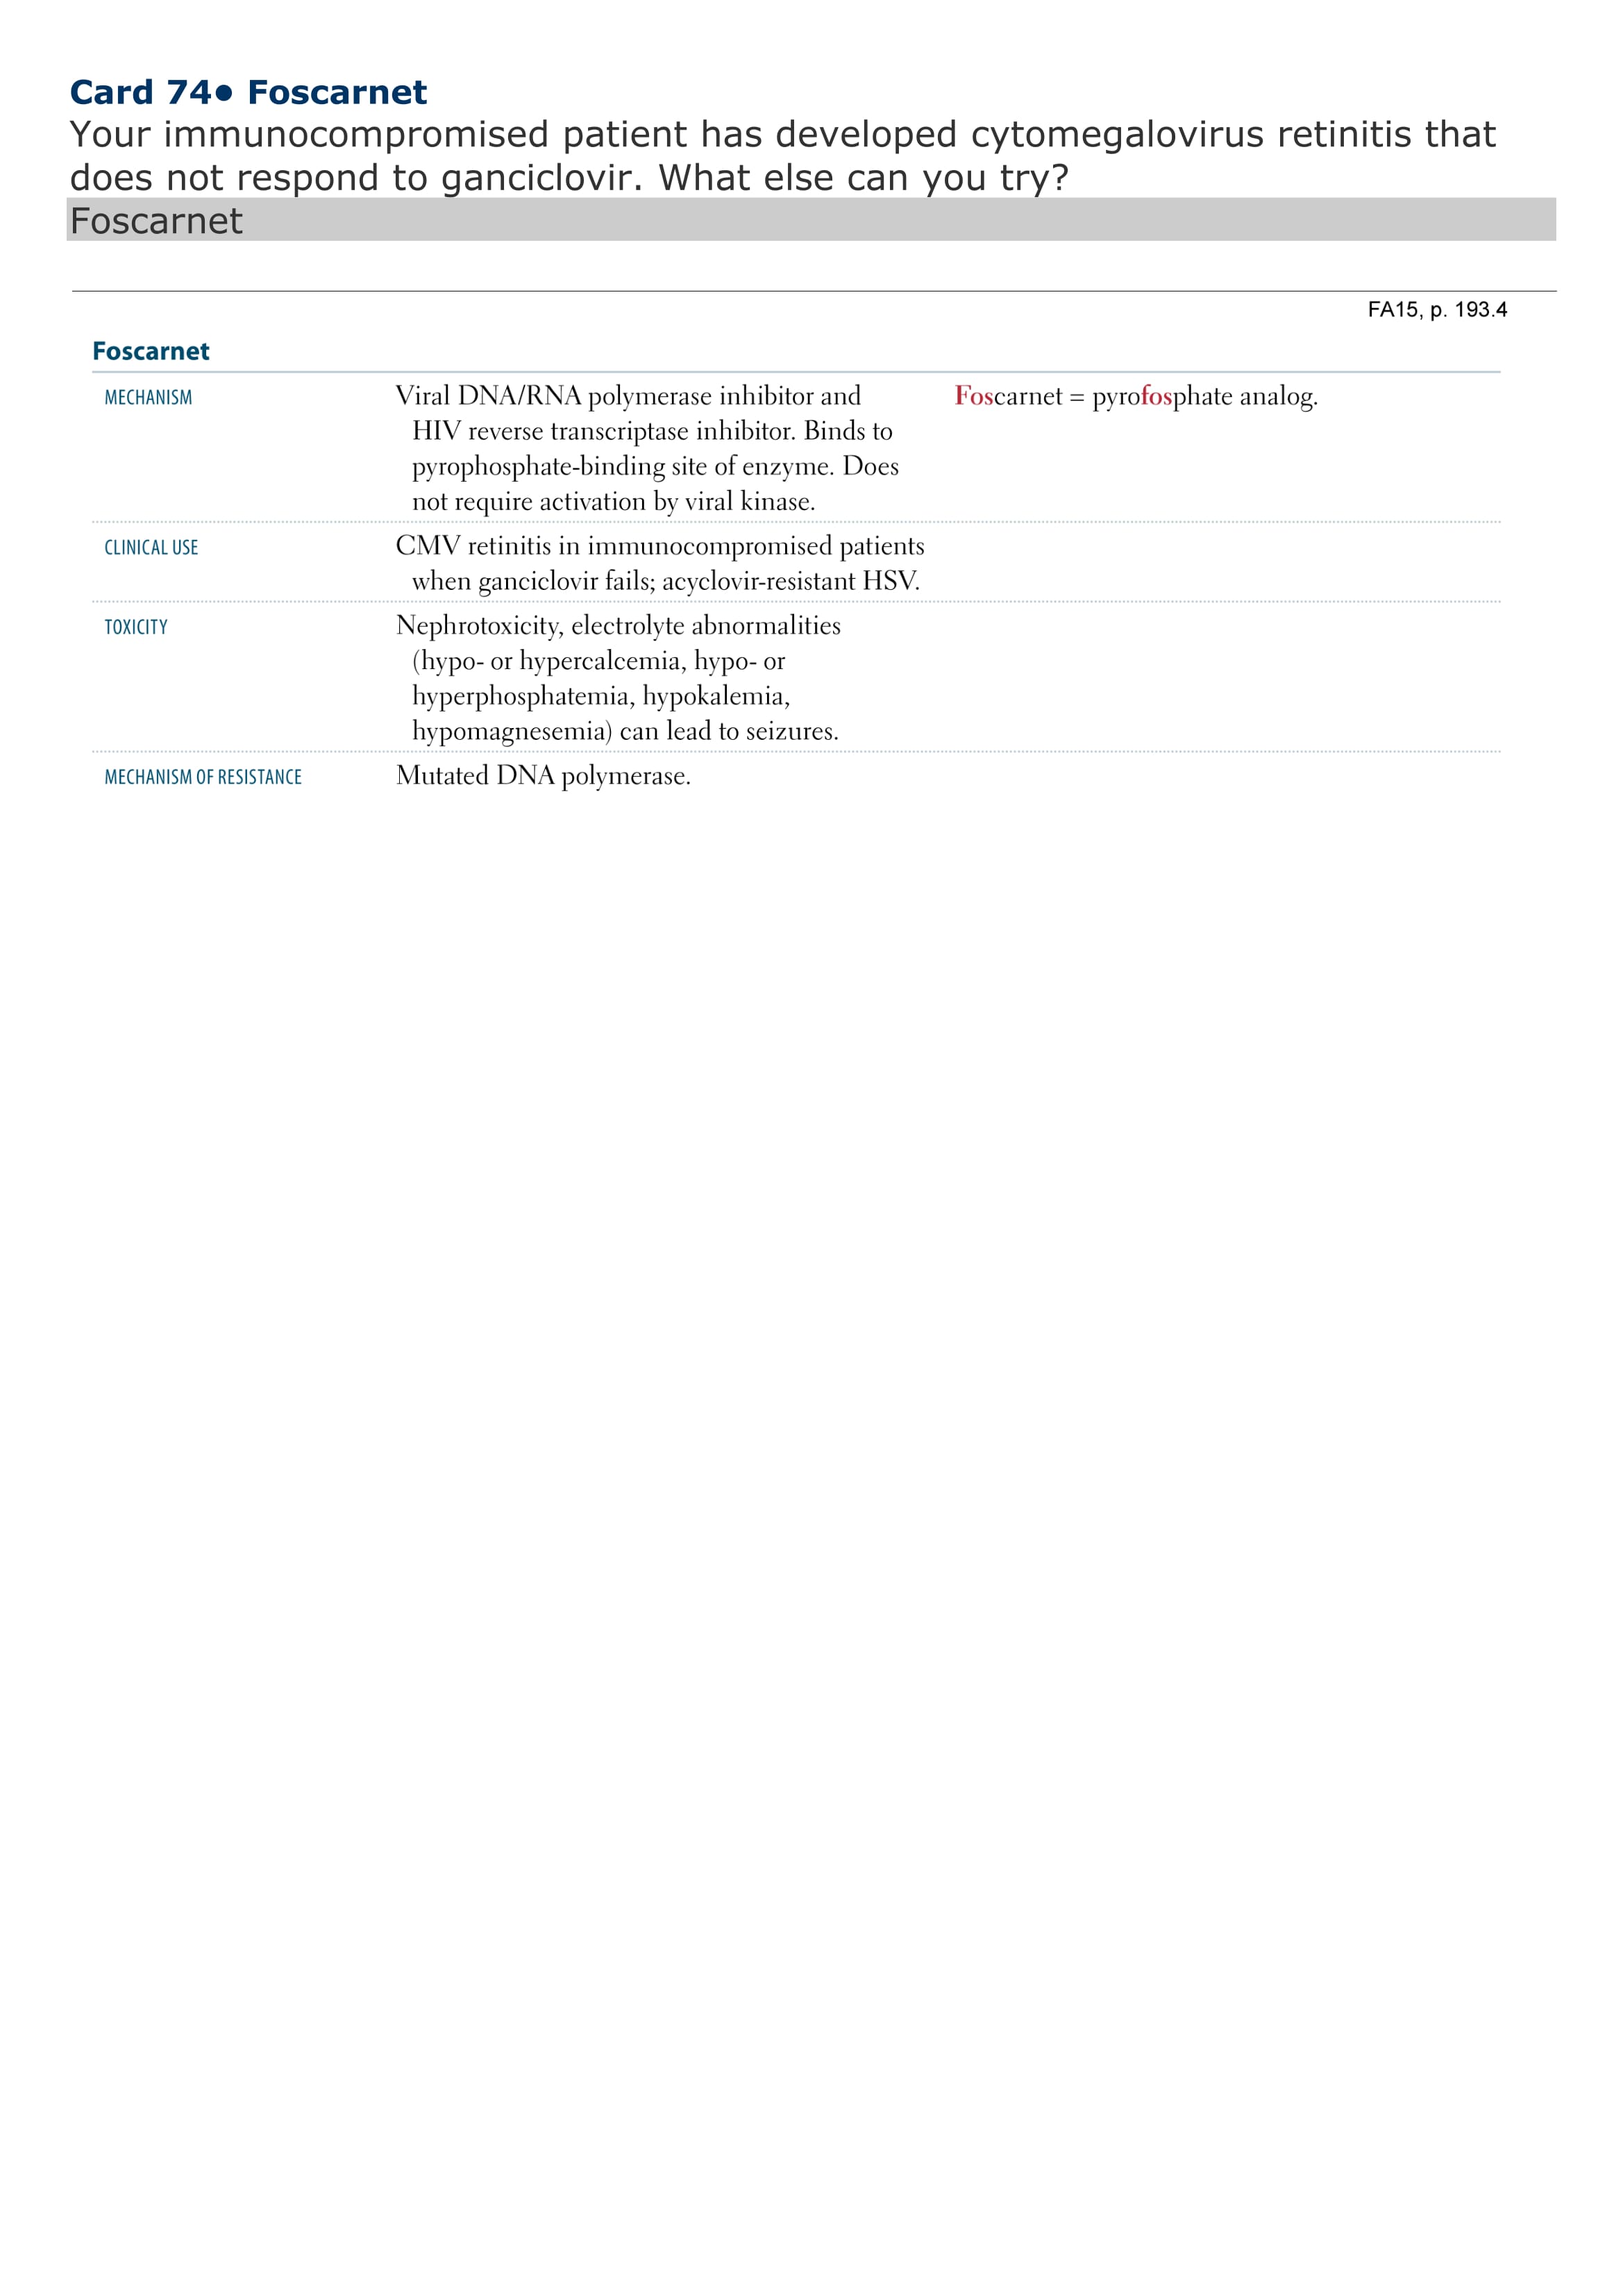 Card 74● Foscarnet
Your immunocompromised patient has developed cytomegalovirus retinitis that
does not respond to ganciclovir. What else can you try?
Foscarnet
FA15, p. 193.4
Foscarnet
MECHANISM
Viral DNA/RNA polymerase inhibitor and
HIV reverse transcriptase inhibitor. Binds to
pyrophosphate-binding site of enzyme. Does
not require activation by viral kinase.
Foscarnet = pyrofosphate analog.
CLINICAL USE
CMV retinitis in immunocompromised patients
when ganciclovir fails; acyclovir-resistant HSV.
TOXICITY
Nephrotoxicity, electrolyte abnormalities
(hypo- or hypercalcemia, hypo- or
hyperphosphatemia, hypokalemia,
hypomagnesemia) can lead to seizures.
MECHANISM OF RESISTANCE
Mutated DNA polymerase.